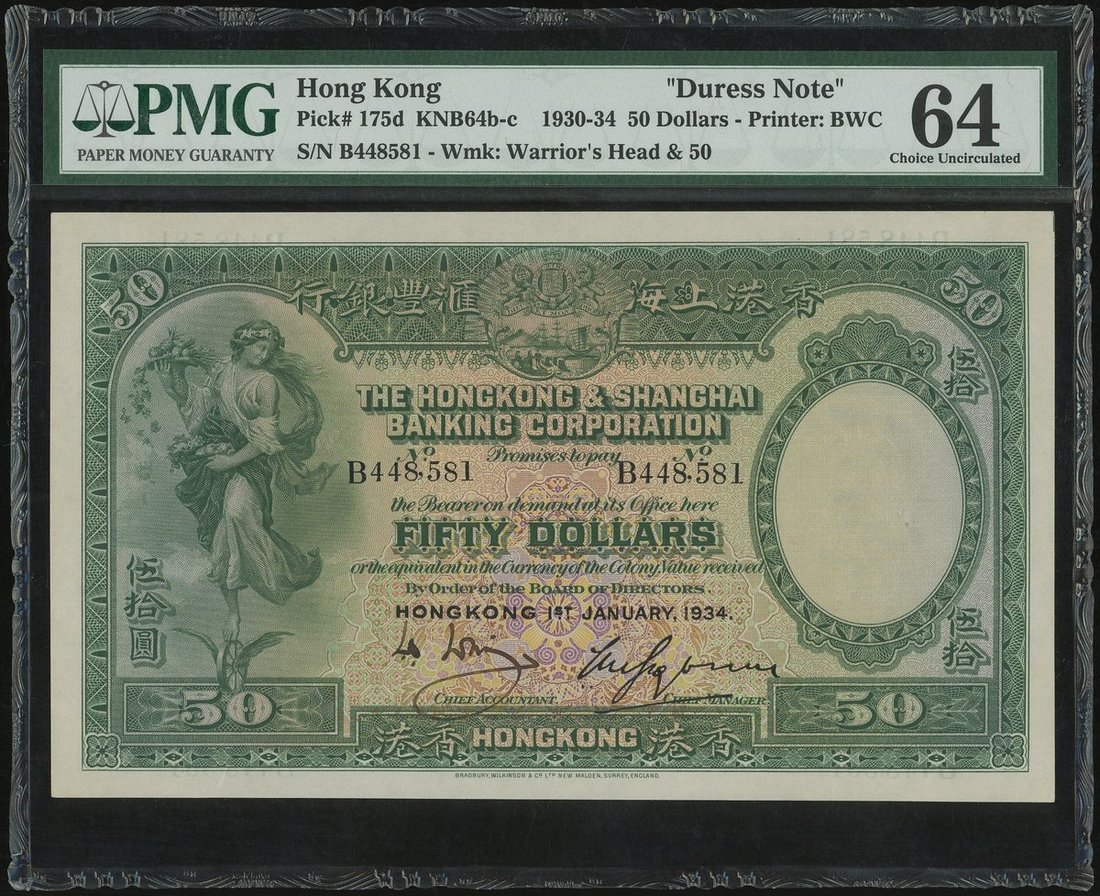 PMG
PAPER MONEY GUARANTY
Hong Kong "Duress Note"
Pick# 175d KNB64b-c 1930-34 50 Dollars - Printer: BWC
S/N B448581 - Wmk: Warrior's Head & 50
64
Choice Uncirculated
50 50
行銀豐滙 海上港香
THE HONGKONG & SHANGHAI
BANKING CORPORATION
No Promises to pay No
B448,581 B448,581
the Bearer on demand at its Office here
FIFTY DOLLARS
or the equivalent in the Currency of the Colony, Value received
By Order of the BOARD OF DIRECTORS
HONGKONG 1ST JANUARY, 1934.
伍拾
伍拾圓
伍拾
CHIEF ACCOUNTANT. CHIEF MANAGER.
50 50
港香 HONGKONG 港香
BRADBURY, WILKINSON & CO LTD NEW MALDEN, SURREY, ENGLAND.